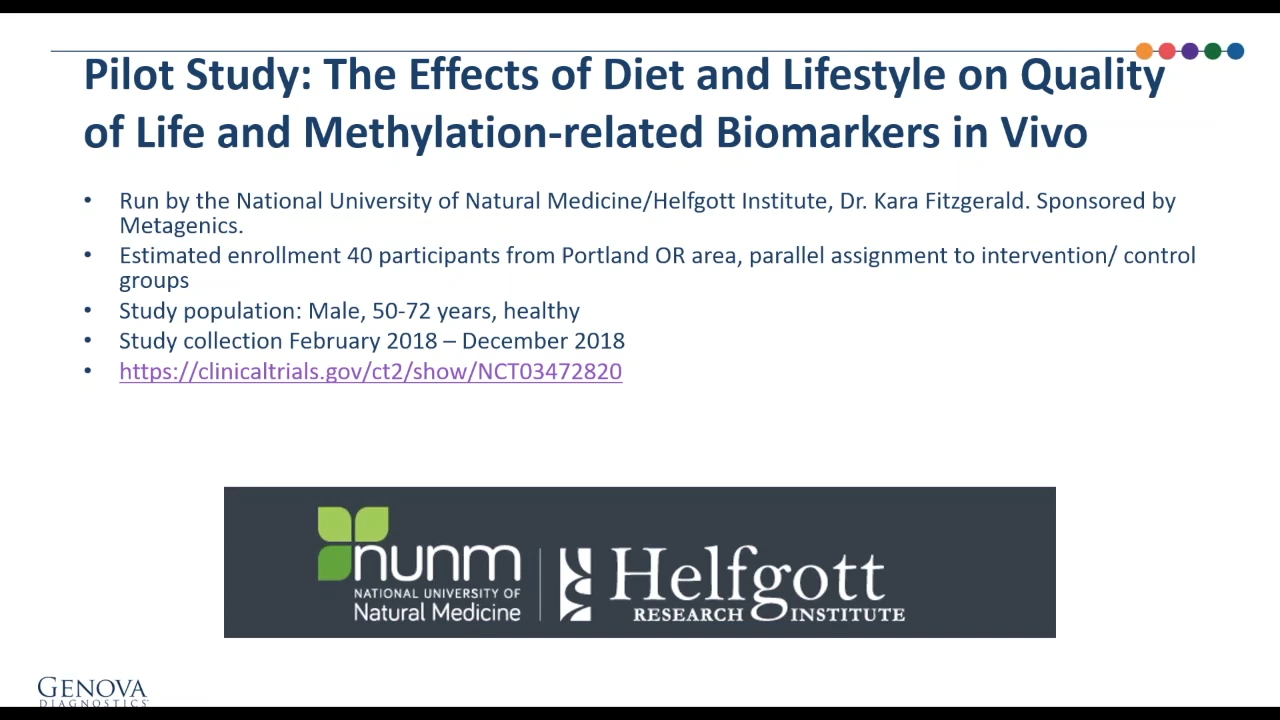 Pilot Study: The Effects of Diet and Lifestyle on Quality
of Life and Methylation-related Biomarkers in Vivo
• Run by the National University of Natural Medicine/Helfgott Institute, Dr. Kara Fitzgerald. Sponsored by
Metagenics.
• Estimated enrollment 40 participants from Portland OR area, parallel assignment to intervention/ control
groups
• Study population: Male, 50-72 years, healthy
• Study collection February 2018 – December 2018
• https://clinicaltrials.gov/ct2/show/NCT03472820
nunm
NATIONAL UNIVERSITY OF
Natural Medicine
Helfgott
RESEARCH INSTITUTE
GENOVA
DIAGNOSTICS